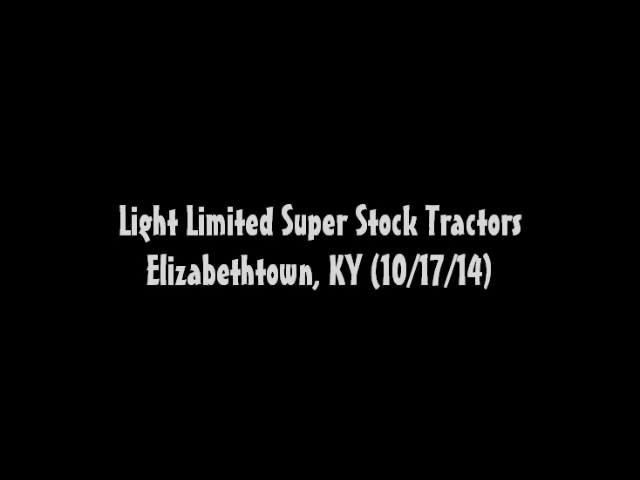 Light Limited Super Stock Tractors
Elizabethtown, KY (10/17/14)